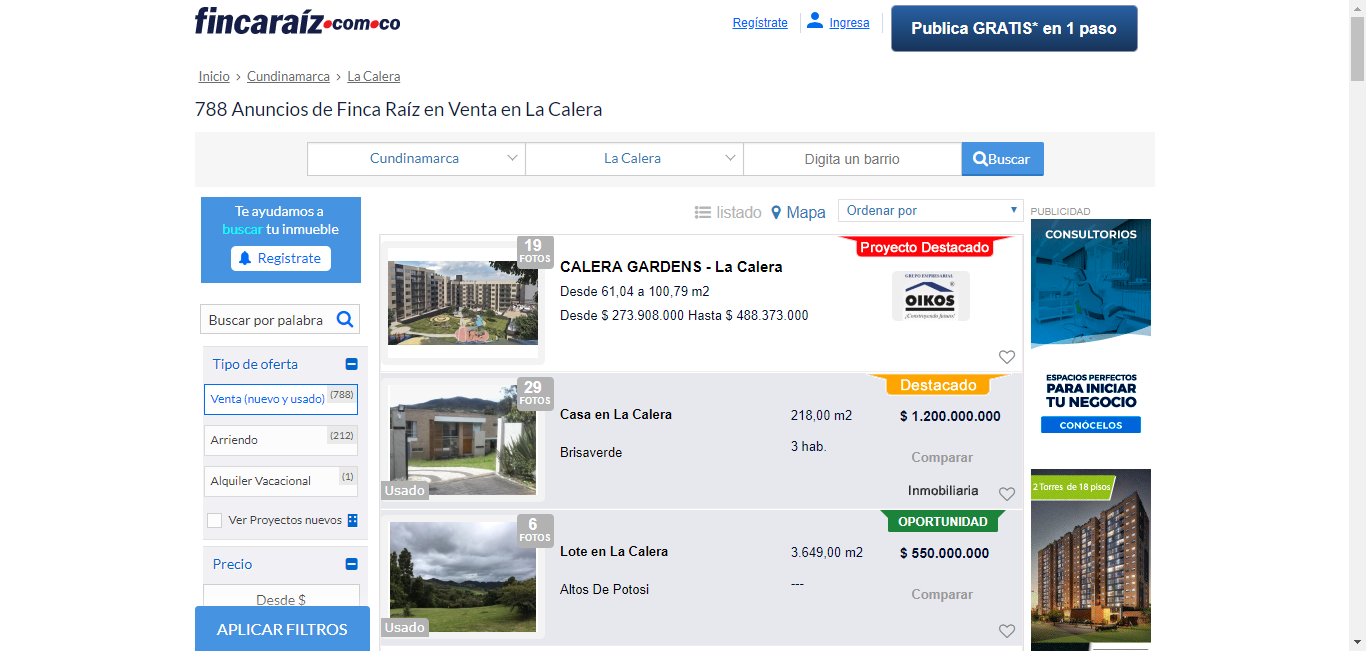 fincaraíz.com.co
Regístrate
Ingresa
Publica GRATIS* en 1 paso
Inicio › Cundinamarca › La Calera
788 Anuncios de Finca Raíz en Venta en La Calera
Cundinamarca
La Calera
Digita un barrio
Buscar
Te ayudamos a
buscar tu inmueble
Registrate
Buscar por palabra
Tipo de oferta
Venta (nuevo y usado) (788)
Arriendo (212)
Alquiler Vacacional (1)
Ver Proyectos nuevos
Precio
Desde $
APLICAR FILTROS
listado
Mapa
Ordenar por
19
FOTOS
Proyecto Destacado
CALERA GARDENS - La Calera
Desde 61,04 a 100,79 m2
Desde $ 273.908.000 Hasta $ 488.373.000
GRUPO EMPRESARIAL
OIKOS
¡Construyendo futuro!
29
FOTOS
Usado
Destacado
Casa en La Calera
218,00 m2
$ 1.200.000.000
Brisaverde
3 hab.
Comparar
Inmobiliaria
6
FOTOS
Usado
OPORTUNIDAD
Lote en La Calera
3.649,00 m2
$ 550.000.000
Altos De Potosi
---
Comparar
PUBLICIDAD
CONSULTORIOS
ESPACIOS PERFECTOS
PARA INICIAR
TU NEGOCIO
CONÓCELOS
2 Torres de 18 pisos